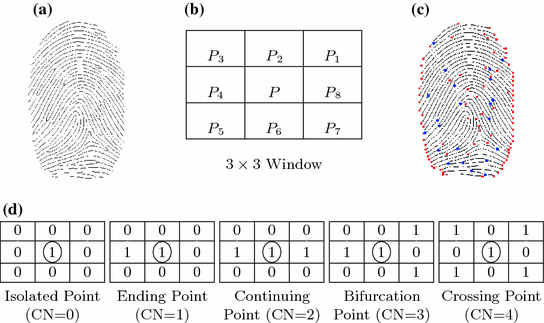 (a) (b) (c)
P3 P2 P1
P4 P P8
P5 P6 P7
3 × 3 Window
(d)
0 0 0 0 0 0 0 0 0 0 0 1 1 0 1
0 1 0 1 1 0 1 1 1 1 1 0 0 1 0
0 0 0 0 0 0 0 0 0 0 0 1 1 0 1
Isolated Point Ending Point Continuing Bifurcation Crossing Point
(CN=0) (CN=1) Point (CN=2) Point (CN=3) (CN=4)